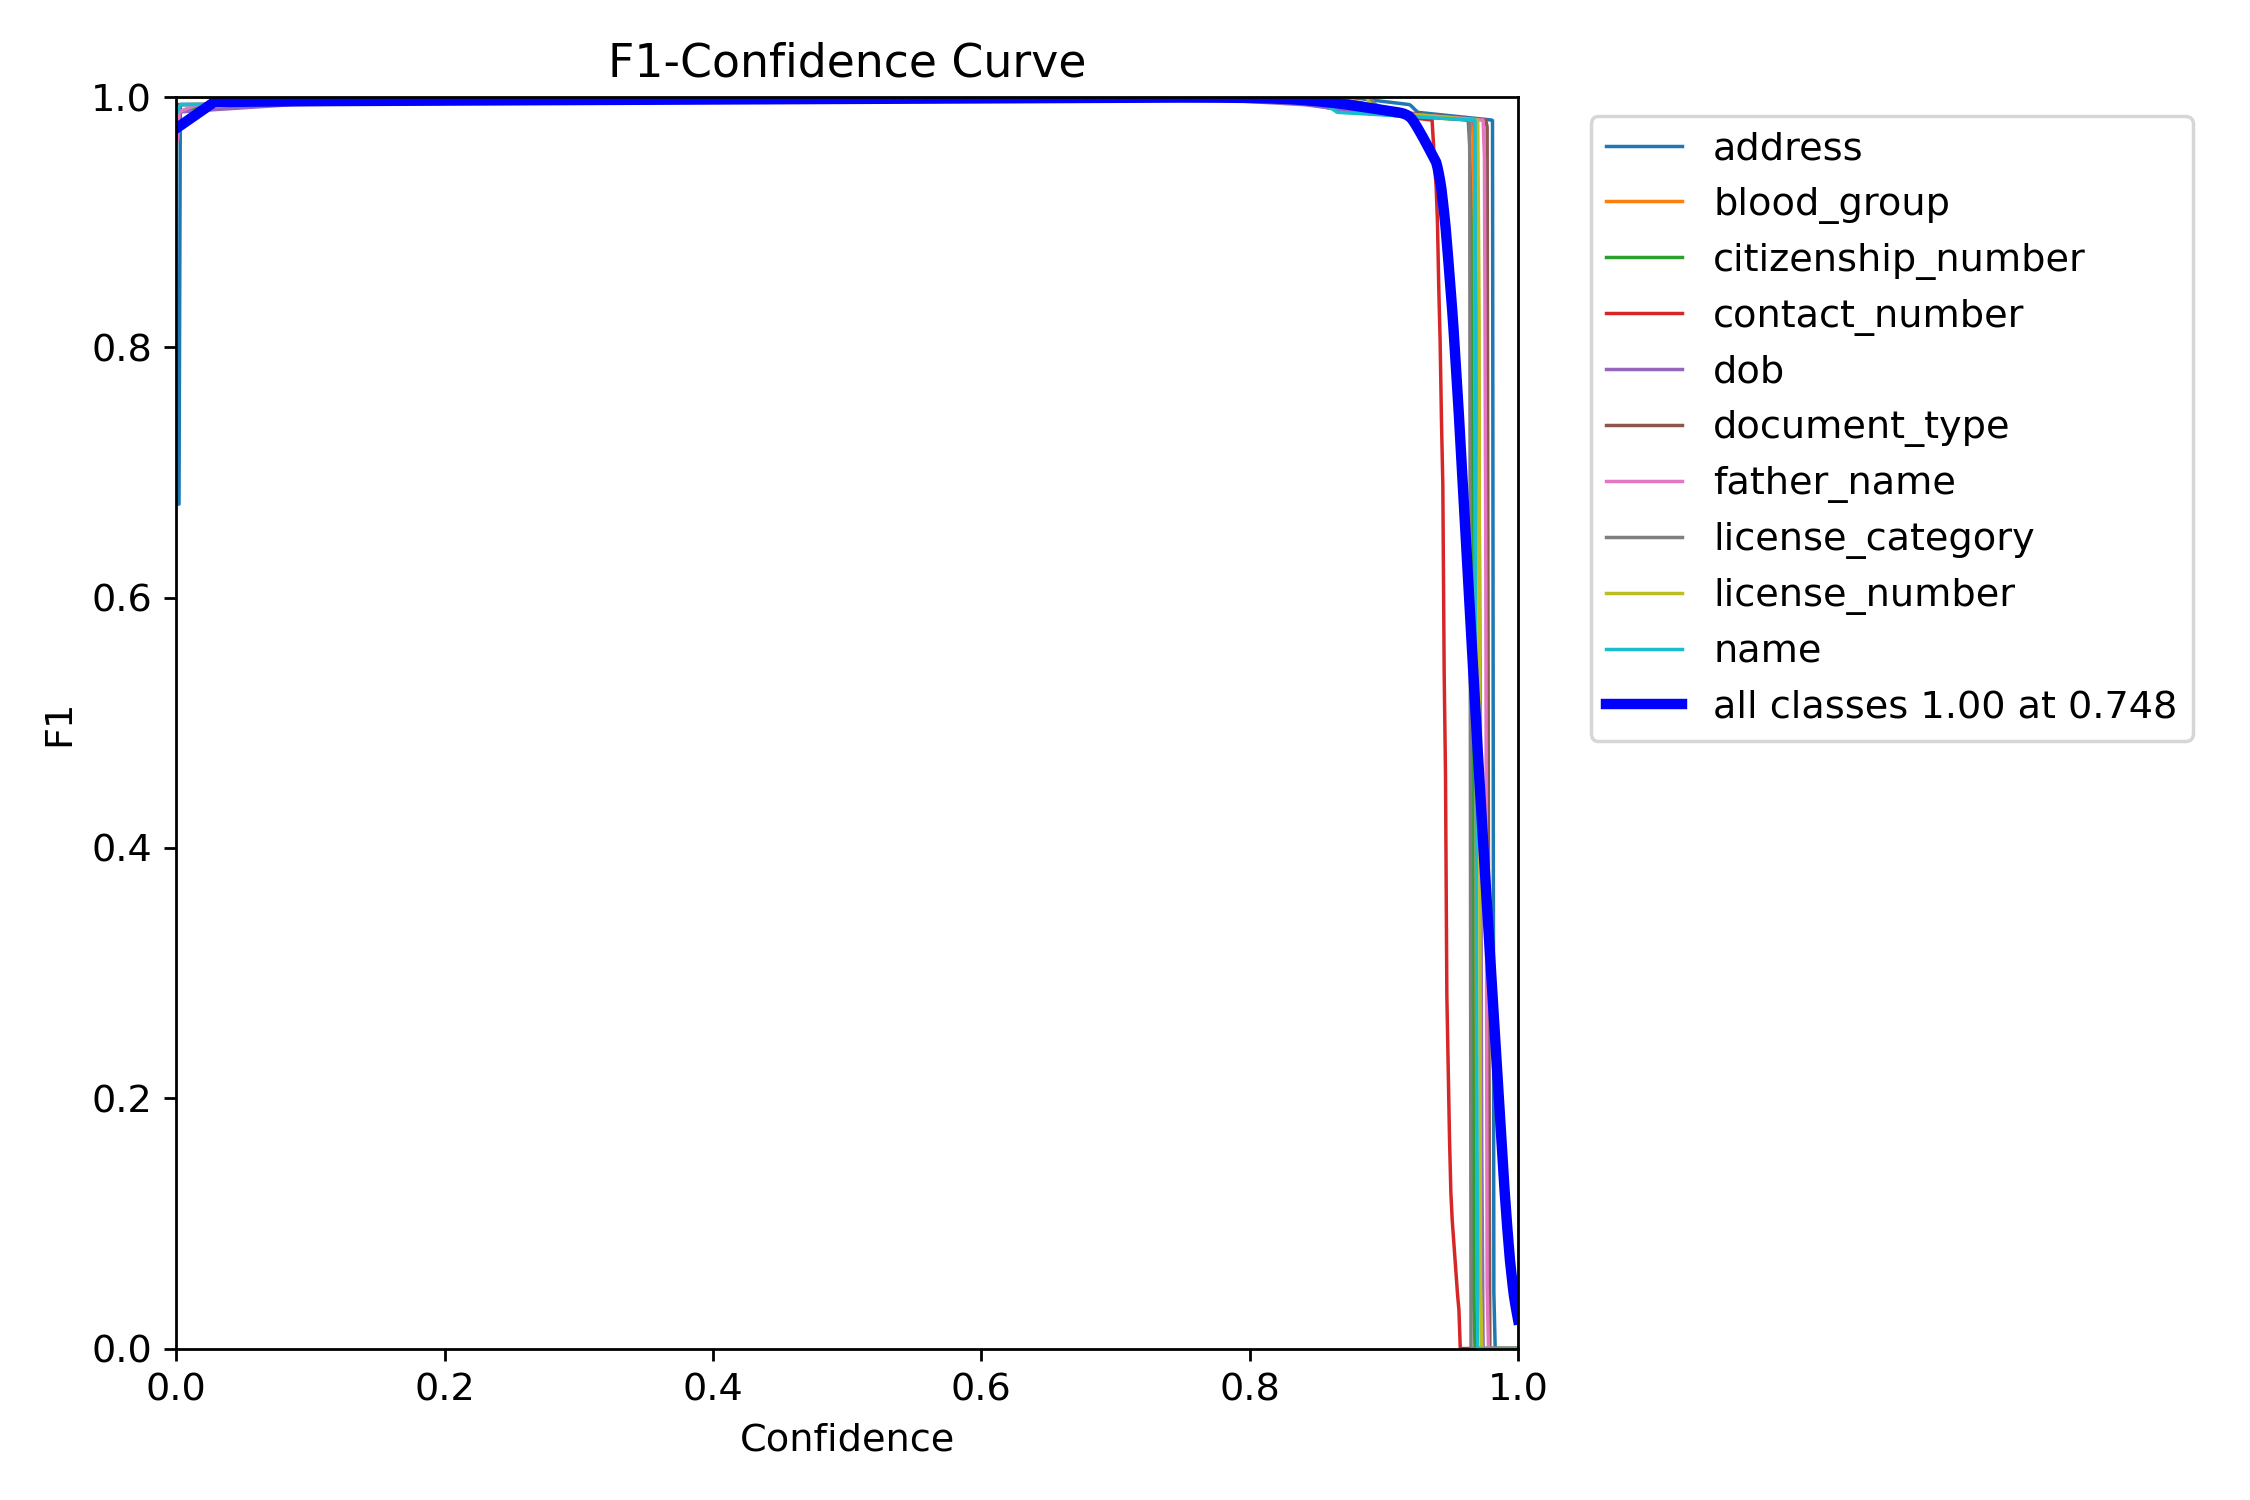 F1-Confidence Curve
1.0
0.8
0.6
0.4
0.2
0.0
F1
0.0 0.2 0.4 0.6 0.8 1.0
Confidence
address
blood_group
citizenship_number
contact_number
dob
document_type
father_name
license_category
license_number
name
all classes 1.00 at 0.748